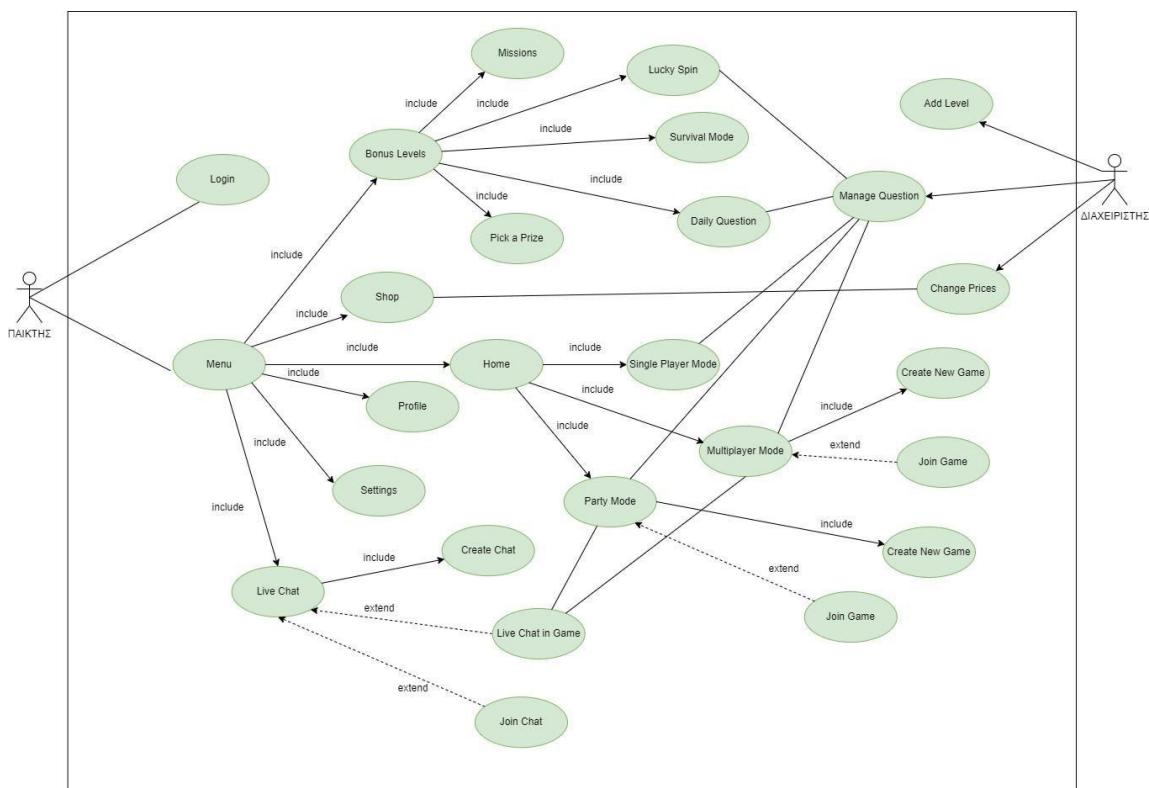 Missions
Lucky Spin
include
include
Add Level
include
Survival Mode
Bonus Levels
Login
include
Manage Question
include
Daily Question
ΔΙΑΧΕΙΡΙΣΤΗΣ
Pick a Prize
include
Shop
Change Prices
include
ΠΑΙΚΤΗΣ
include
include
Menu
Home
Single Player Mode
Create New Game
include
include
Profile
include
include
include
extend
Multiplayer Mode
Join Game
Settings
Party Mode
include
include
Create Chat
include
Create New Game
extend
Live Chat
extend
Join Game
Live Chat in Game
extend
Join Chat